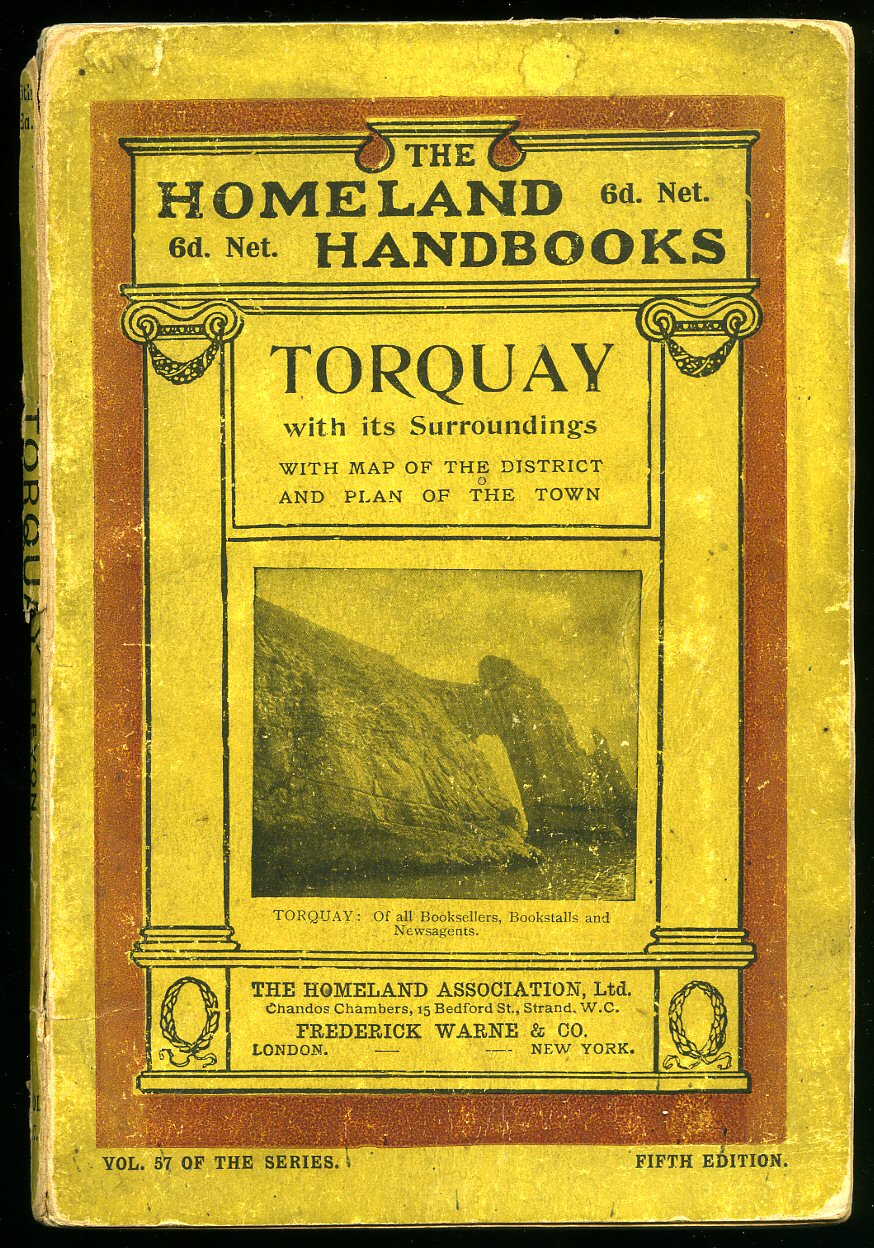 THE
HOMELAND 6d. Net.
6d. Net. HANDBOOKS
TORQUAY
with its Surroundings
WITH MAP OF THE DISTRICT
AND PLAN OF THE TOWN
TORQUAY: Of all Booksellers, Bookstalls and
Newsagents.
THE HOMELAND ASSOCIATION, Ltd.
Chandos Chambers, 15 Bedford St., Strand. W.C.
FREDERICK WARNE & CO.
LONDON. — — NEW YORK.
VOL. 57 OF THE SERIES.
FIFTH EDITION.
TORQUAY